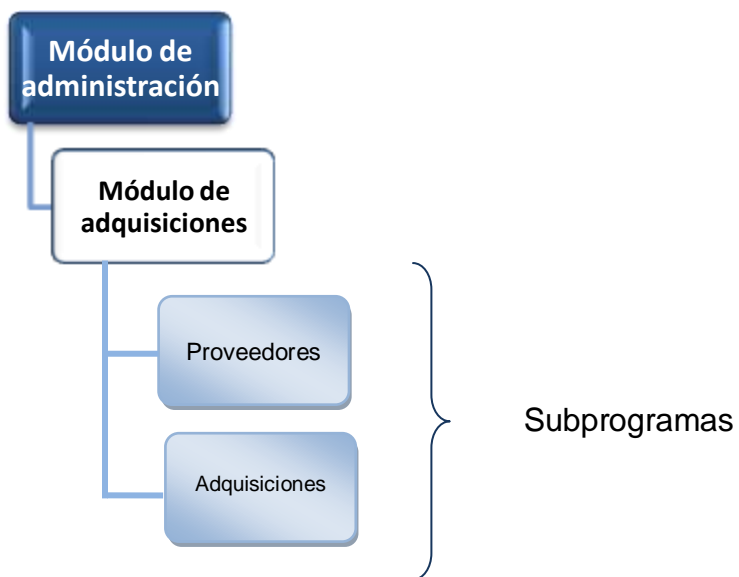 Módulo de
administración
Módulo de
adquisiciones
Proveedores
Adquisiciones
Subprogramas